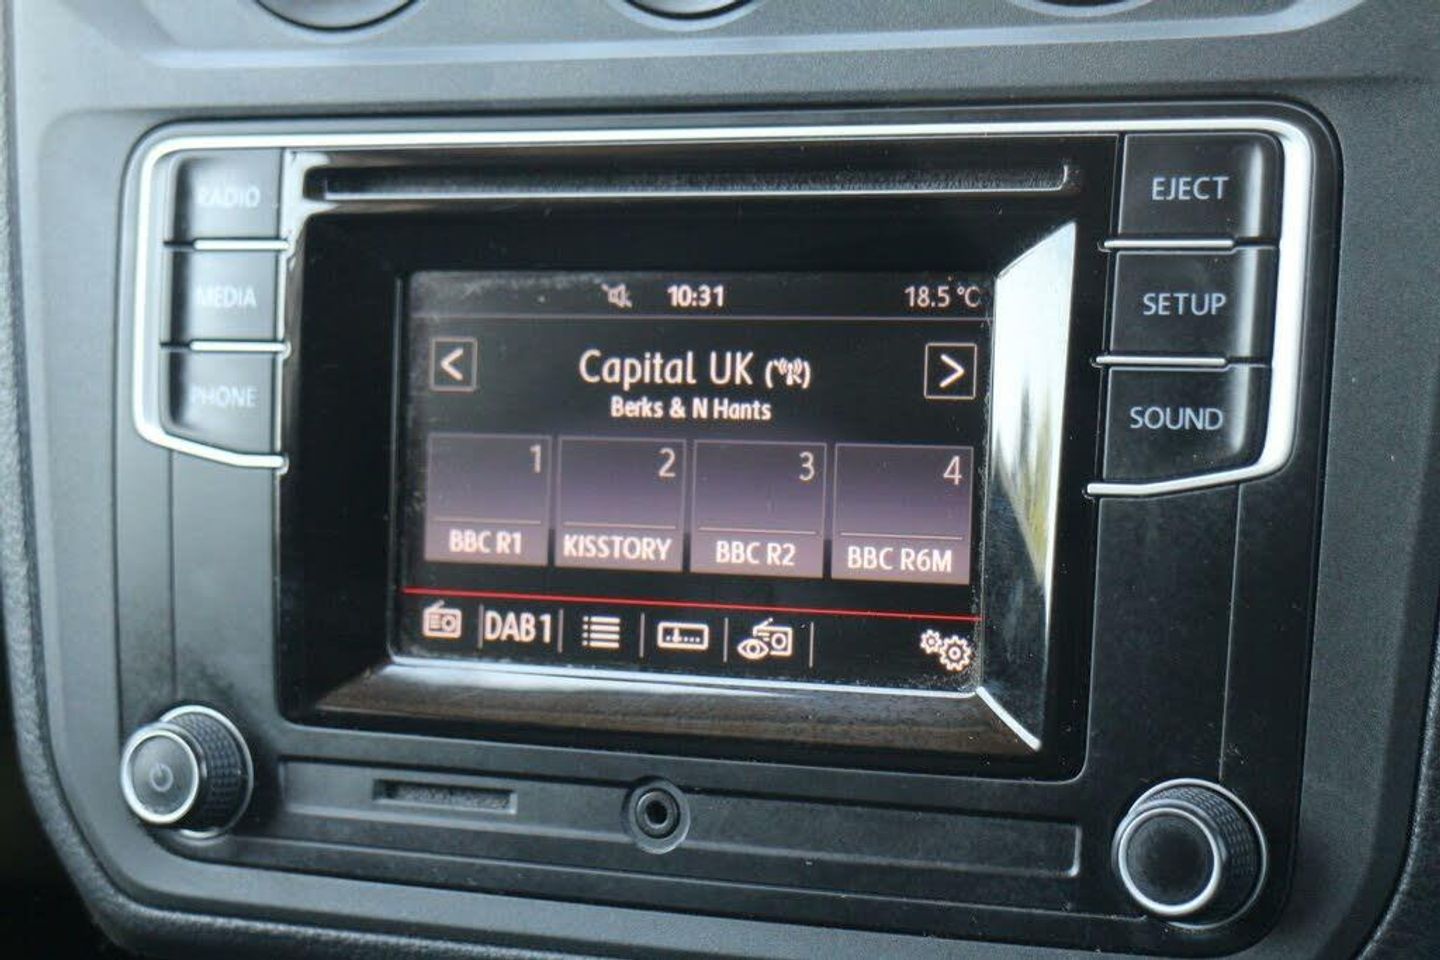 RADIO
MEDIA
PHONE
EJECT
SETUP
SOUND
10:31 18.5 °C
< Capital UK >
Berks & N Hants
1 2 3 4
BBC R1 KISSTORY BBC R2 BBC R6M
DAB1